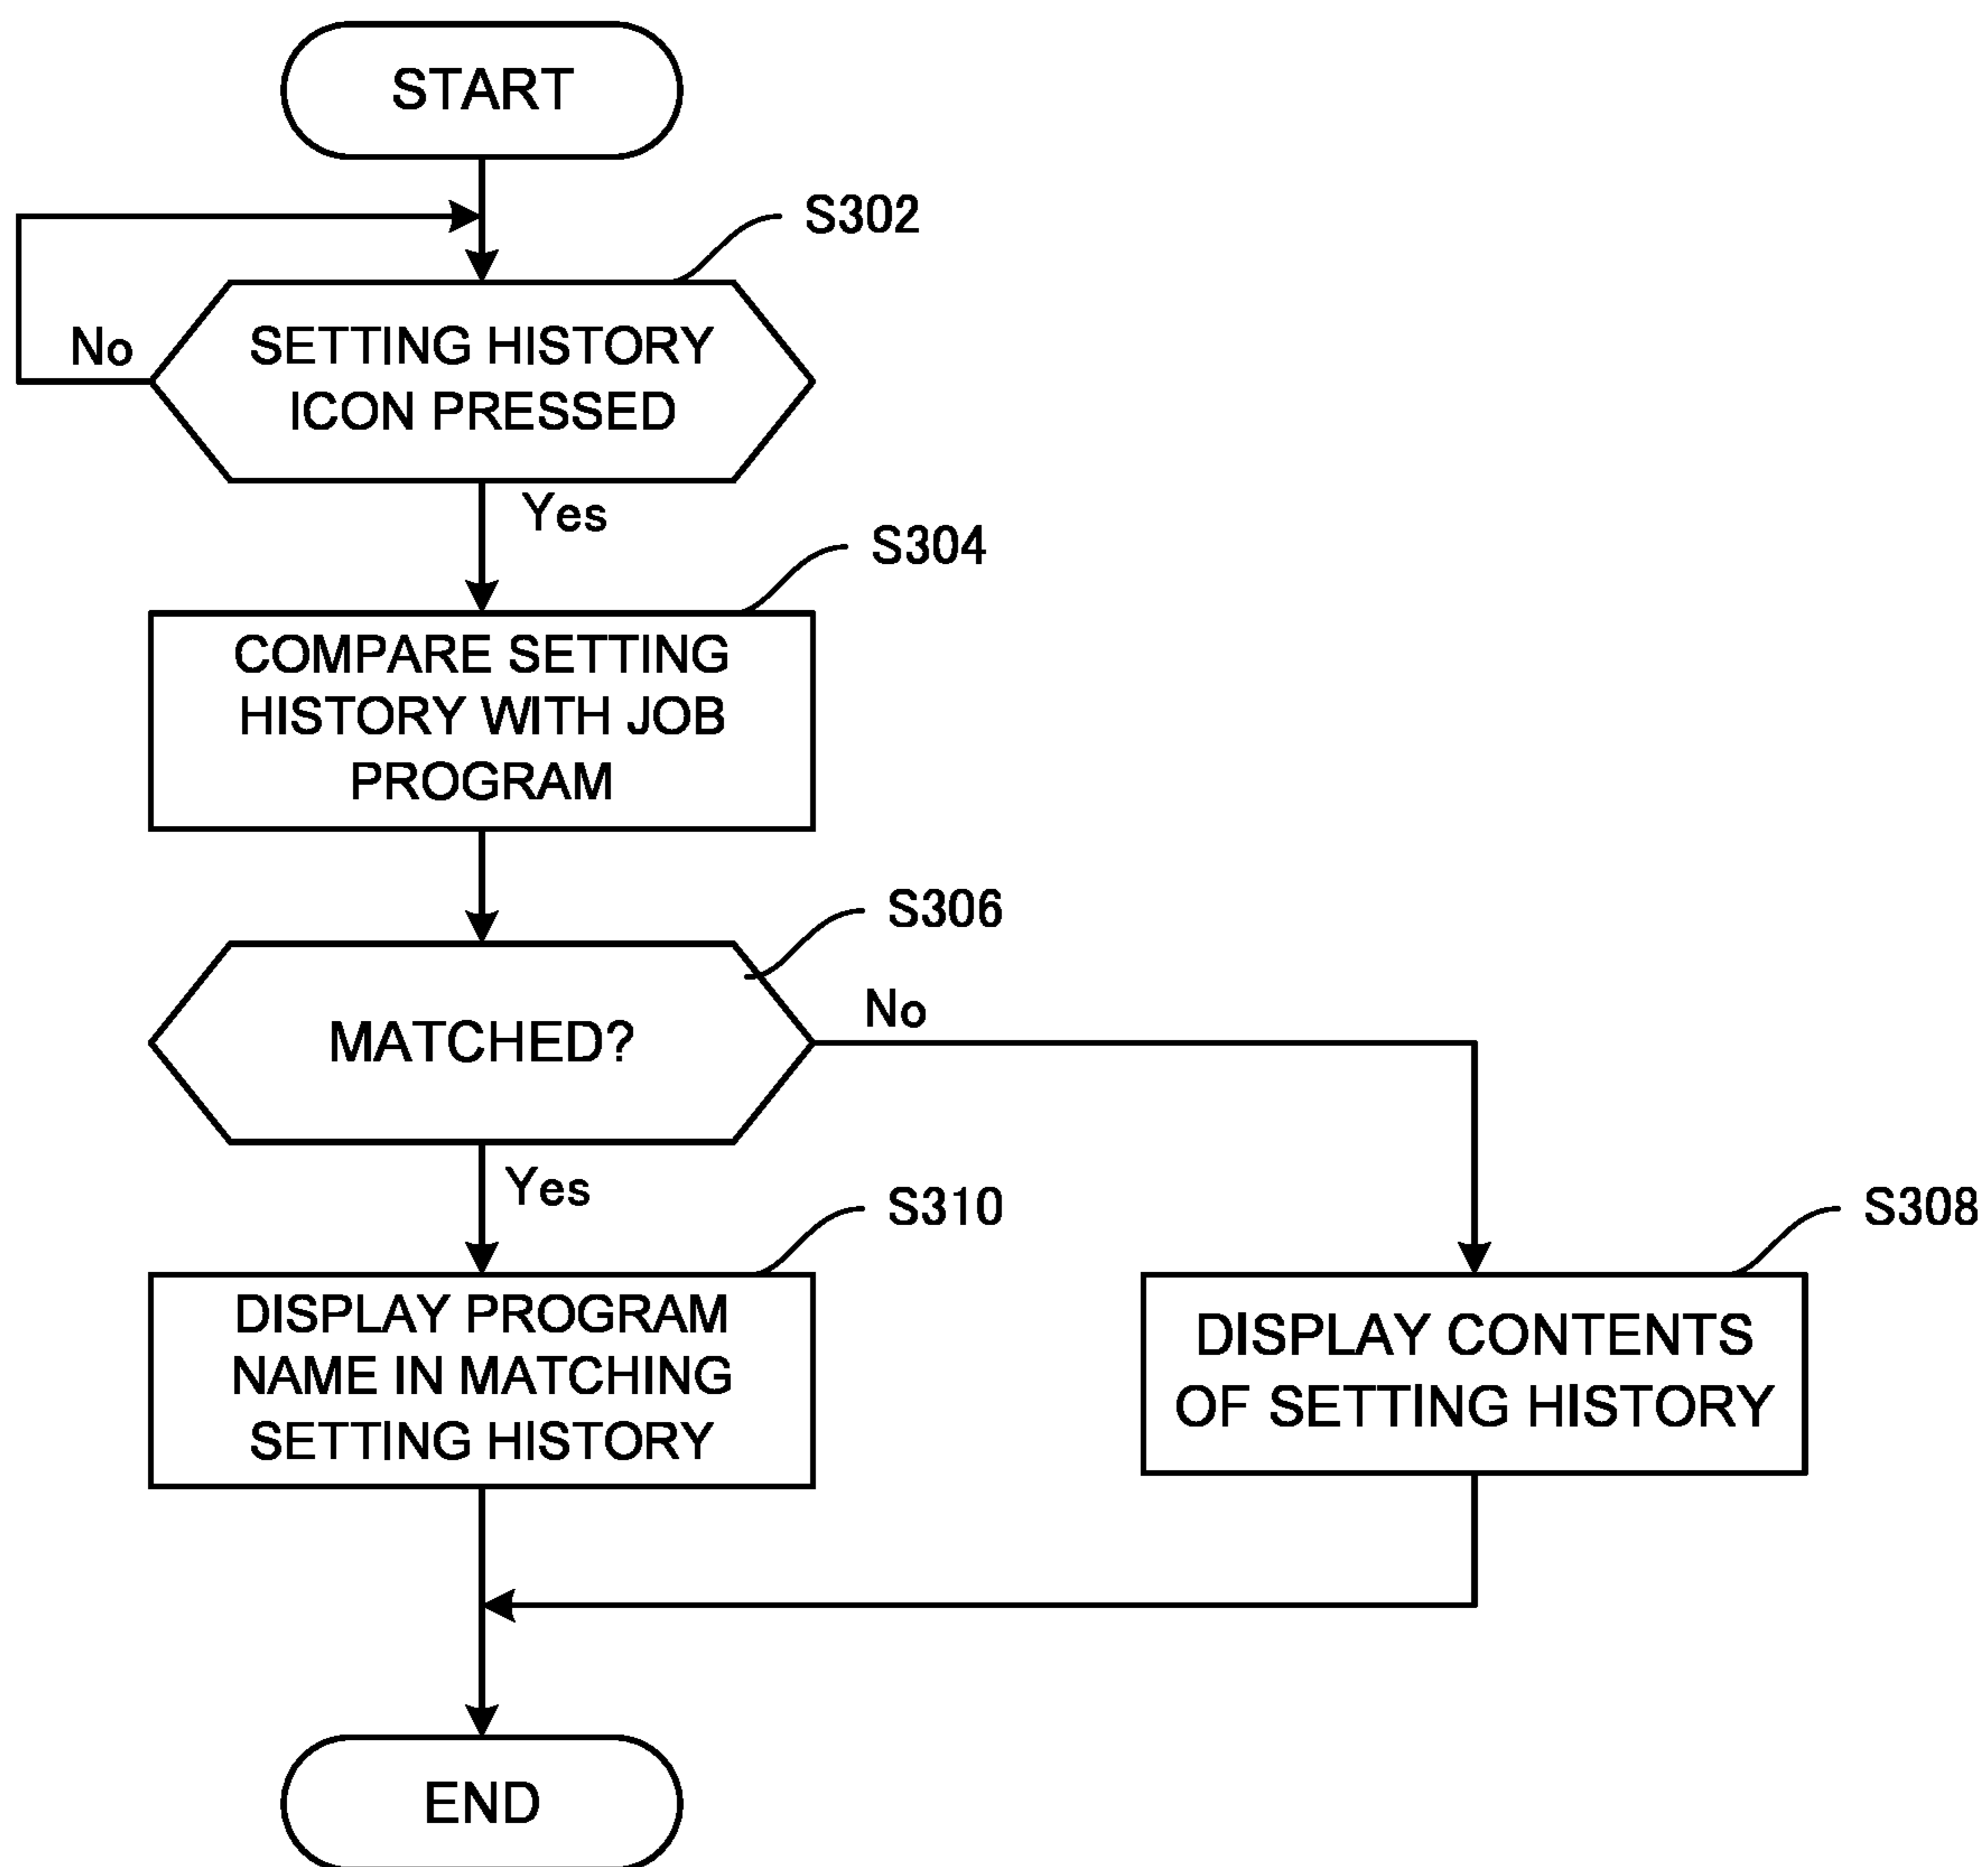 START
S302
No
SETTING HISTORY
ICON PRESSED
Yes
S304
COMPARE SETTING
HISTORY WITH JOB
PROGRAM
S306
No
MATCHED?
Yes
S310
S308
DISPLAY PROGRAM
NAME IN MATCHING
SETTING HISTORY
DISPLAY CONTENTS
OF SETTING HISTORY
END